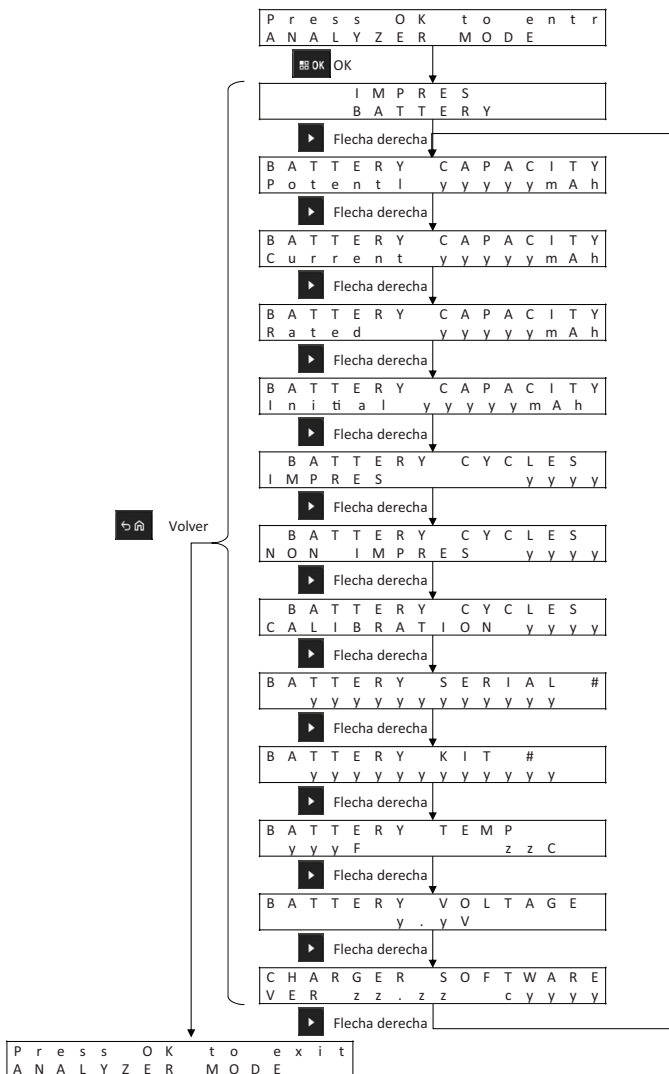 Press OK to entr
ANALYZER MODE
OK OK
IMPRES
BATTERY
Flecha derecha
BATTERY CAPACITY
Potentl yyyyymAh
Flecha derecha
BATTERY CAPACITY
Current yyyyymAh
Flecha derecha
BATTERY CAPACITY
Rated yyyyymAh
Flecha derecha
BATTERY CAPACITY
Initial yyyyymAh
Flecha derecha
BATTERY CYCLES
IMPRES yyyy
Flecha derecha
Volver
BATTERY CYCLES
NON IMPRES yyyy
Flecha derecha
BATTERY CYCLES
CALIBRATION yyyy
Flecha derecha
BATTERY SERIAL #
yyyyyyyyyyyy
Flecha derecha
BATTERY KIT #
yyyyyyyyyyyy
Flecha derecha
BATTERY TEMP
yyyF zzC
Flecha derecha
BATTERY VOLTAGE
y.yV
Flecha derecha
CHARGER SOFTWARE
VER zz.zz cyyyy
Flecha derecha
Press OK to exit
ANALYZER MODE